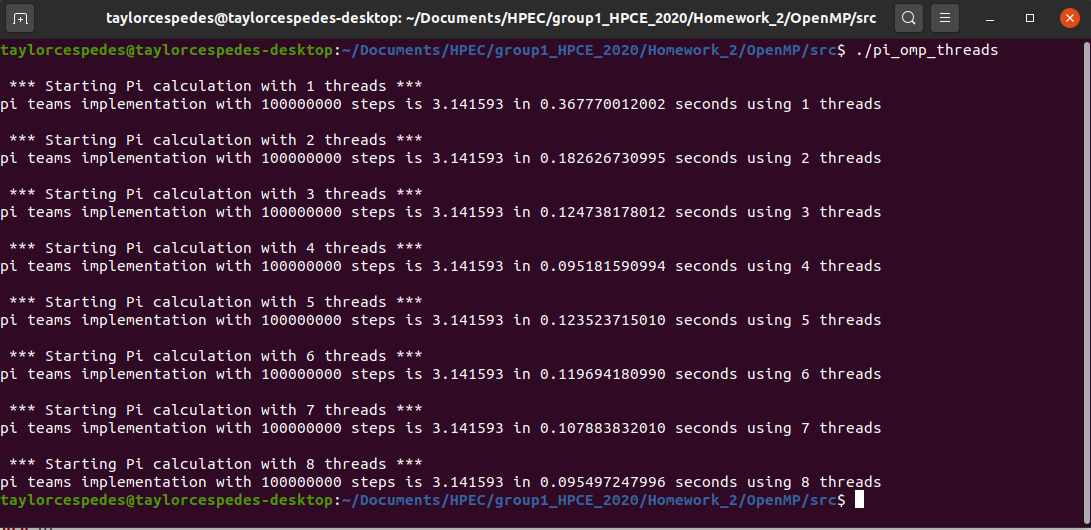 taylorcespedes@taylorcespedes-desktop: ~/Documents/HPEC/group1_HPCE_2020/Homework_2/OpenMP/src
taylorcespedes@taylorcespedes-desktop:~/Documents/HPEC/group1_HPCE_2020/Homework_2/OpenMP/src$ ./pi_omp_threads
*** Starting Pi calculation with 1 threads ***
pi teams implementation with 100000000 steps is 3.141593 in 0.367770012002 seconds using 1 threads
*** Starting Pi calculation with 2 threads ***
pi teams implementation with 100000000 steps is 3.141593 in 0.182626730995 seconds using 2 threads
*** Starting Pi calculation with 3 threads ***
pi teams implementation with 100000000 steps is 3.141593 in 0.124738178012 seconds using 3 threads
*** Starting Pi calculation with 4 threads ***
pi teams implementation with 100000000 steps is 3.141593 in 0.095181590994 seconds using 4 threads
*** Starting Pi calculation with 5 threads ***
pi teams implementation with 100000000 steps is 3.141593 in 0.123523715010 seconds using 5 threads
*** Starting Pi calculation with 6 threads ***
pi teams implementation with 100000000 steps is 3.141593 in 0.119694180990 seconds using 6 threads
*** Starting Pi calculation with 7 threads ***
pi teams implementation with 100000000 steps is 3.141593 in 0.107883832010 seconds using 7 threads
*** Starting Pi calculation with 8 threads ***
pi teams implementation with 100000000 steps is 3.141593 in 0.095497247996 seconds using 8 threads
taylorcespedes@taylorcespedes-desktop:~/Documents/HPEC/group1_HPCE_2020/Homework_2/OpenMP/src$